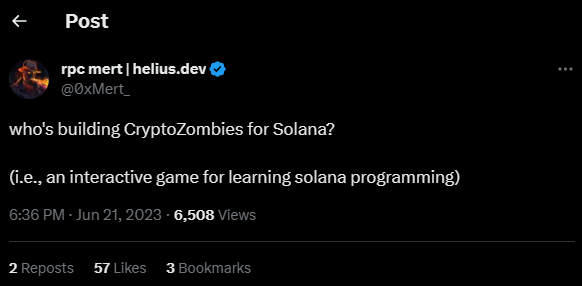 Post
rpc mert | helius.dev
@0xMert_
who's building CryptoZombies for Solana?
(i.e., an interactive game for learning solana programming)
6:36 PM · Jun 21, 2023 · 6,508 Views
2 Reposts 57 Likes 3 Bookmarks